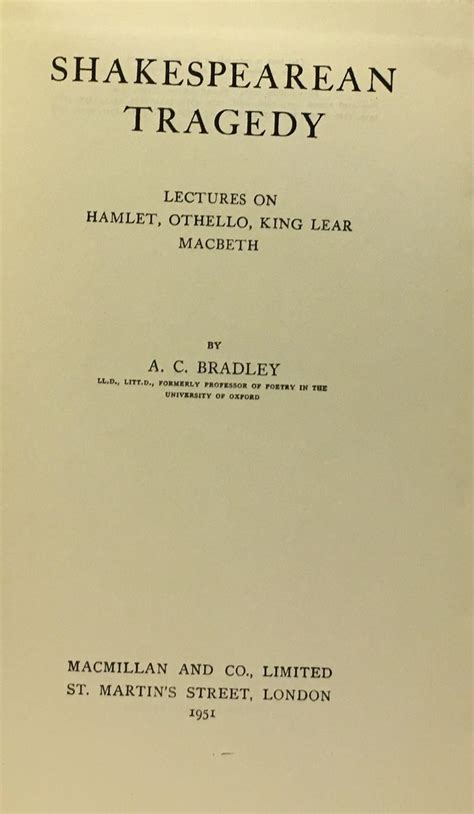 SHAKESPEAREAN
TRAGEDY
LECTURES ON
HAMLET, OTHELLO, KING LEAR
MACBETH
BY
A. C. BRADLEY
LL.D., LITT.D., FORMERLY PROFESSOR OF POETRY IN THE
UNIVERSITY OF OXFORD
MACMILLAN AND CO., LIMITED
ST. MARTIN'S STREET, LONDON
1951